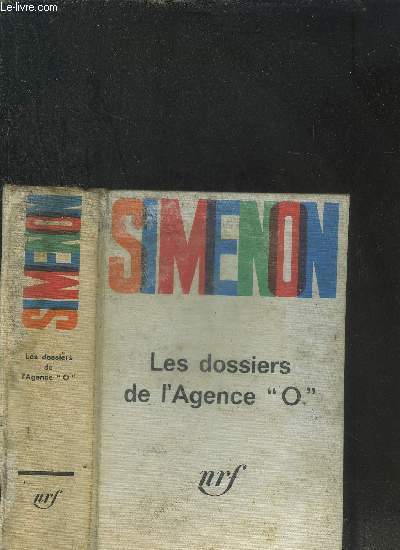 Le-livre.com
SIMENON
Les dossiers
de l'Agence "O."
nrf
SIMENON
Les dossiers
de
l'Agence "O."
nrf